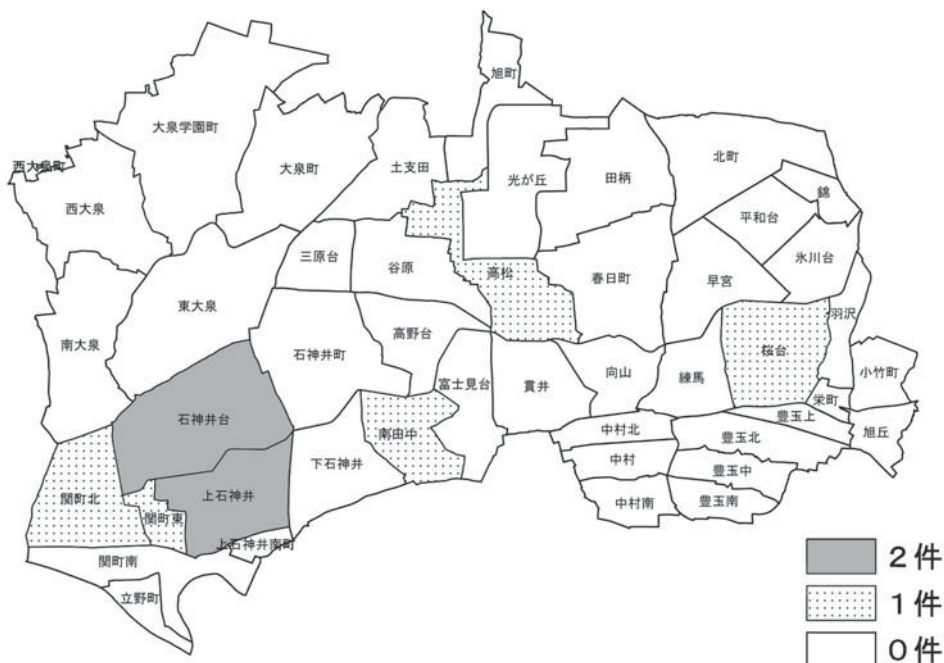 旭町
大泉学園町
北町
大泉町
土支田
西大泉町
光が丘
田柄
錦
西大泉
平和台
三原台
谷原
高松
春日町
早宮
氷川台
東大泉
羽沢
高野台
南大泉
石神井町
桜台
富士見台
貫井
向山
練馬
小竹町
栄町
石神井台
豊玉上
南田中
中村北
豊玉北
旭丘
下石神井
中村
豊玉中
関町北
上石神井
中村南
豊玉南
関町東
上石神井南町
関町南
立野町
2件
1件
0件